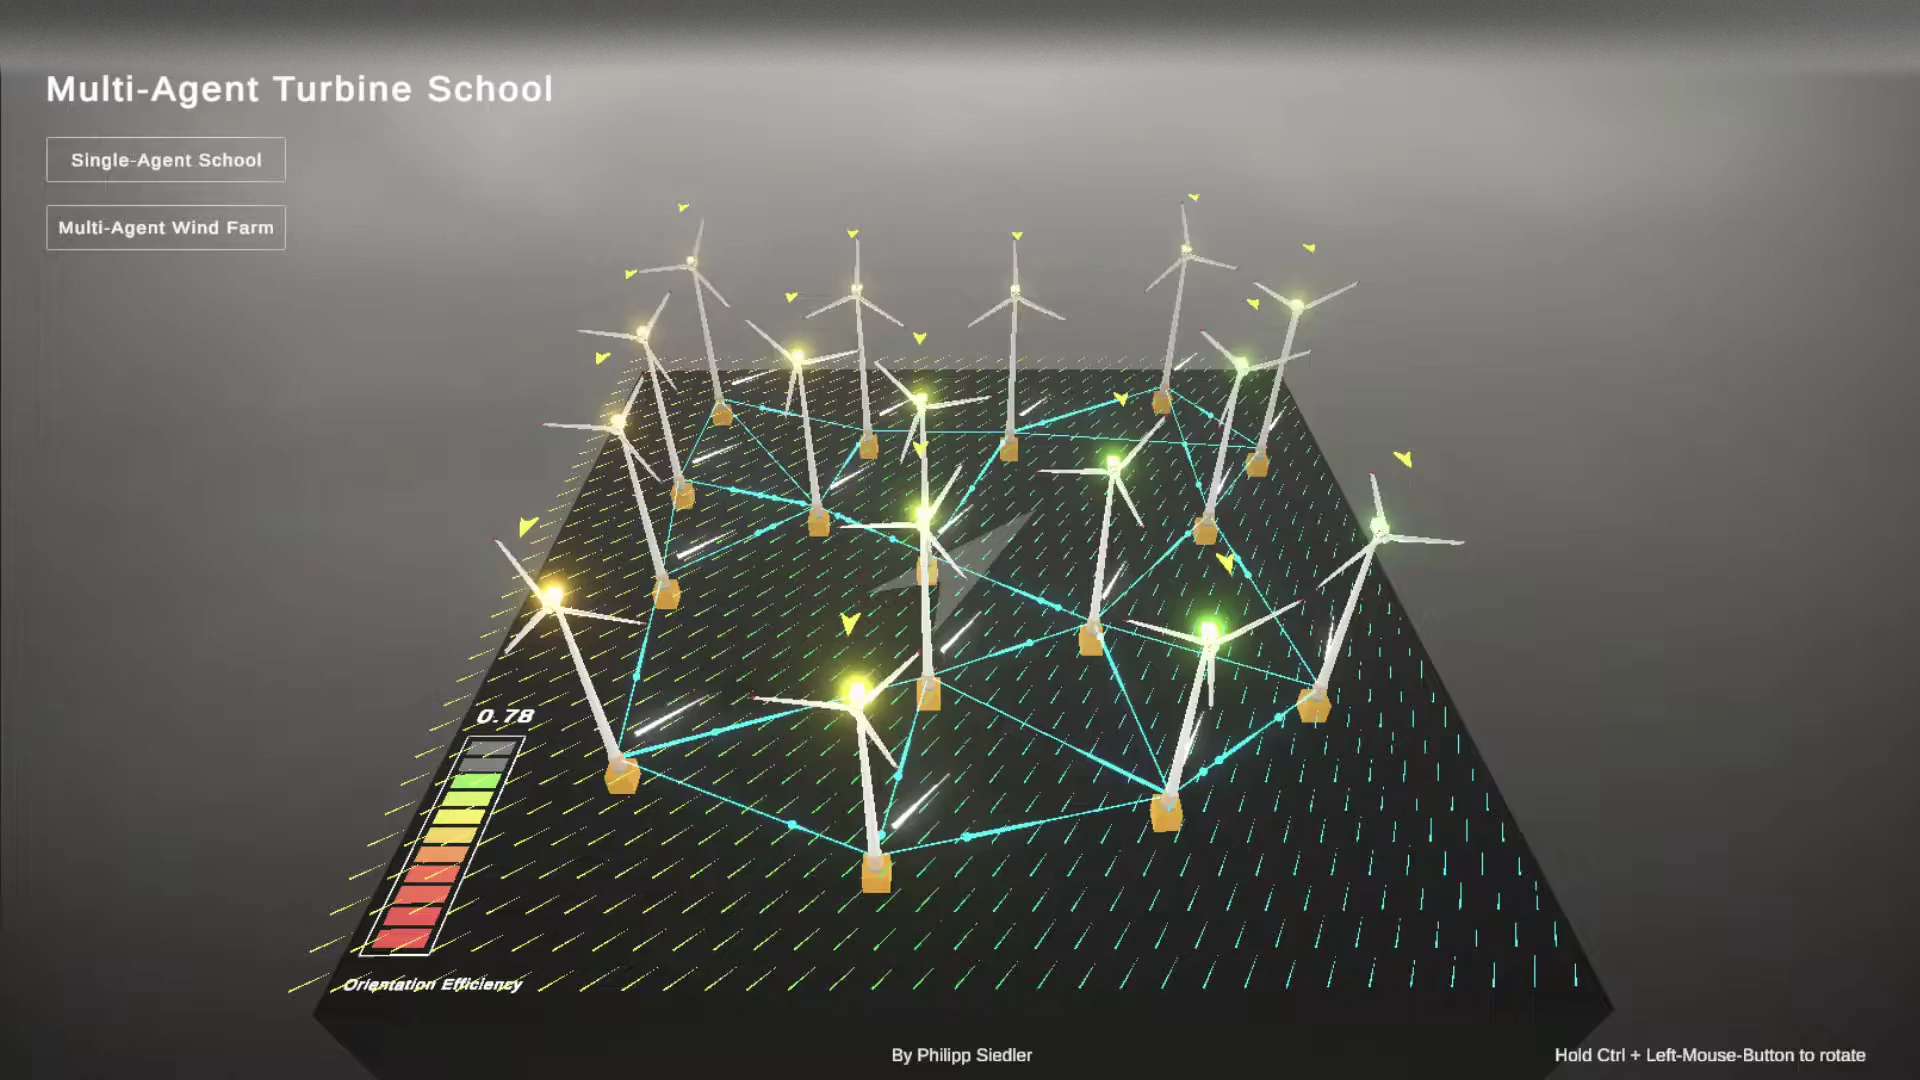 Multi-Agent Turbine School
Single-Agent School
Multi-Agent Wind Farm
0.78
Orientation Efficiency
By Philipp Siedler
Hold Ctrl + Left-Mouse-Button to rotate